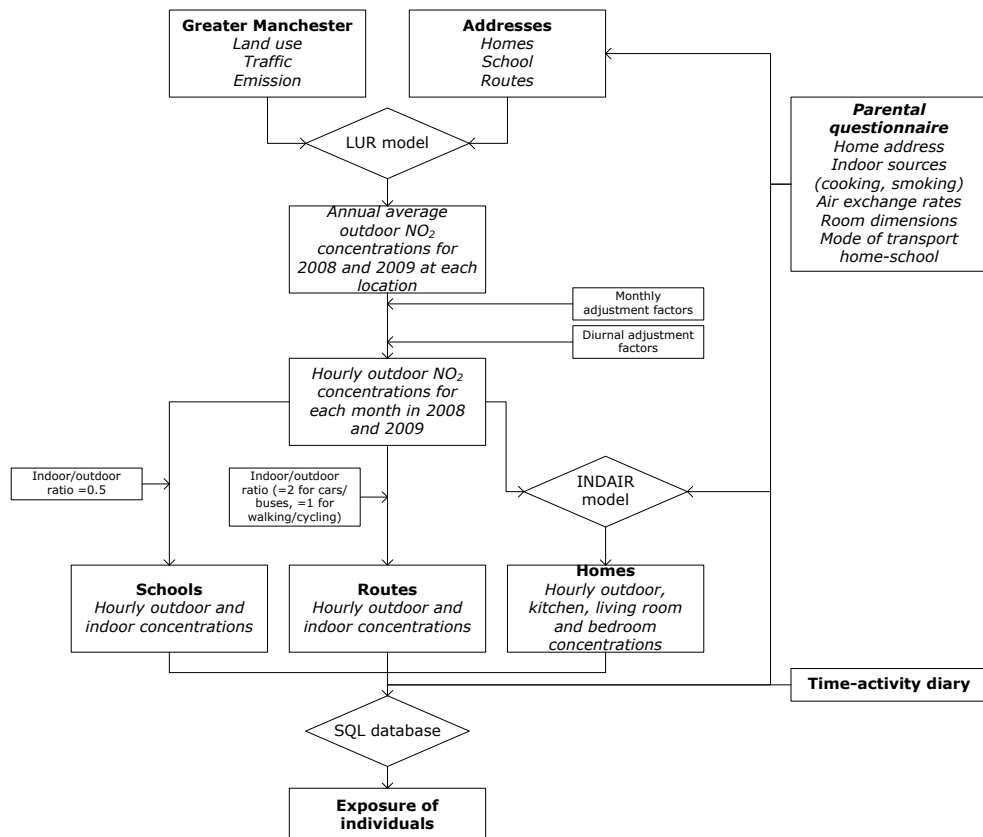 Greater Manchester
Land use
Traffic
Emission
Addresses
Homes
School
Routes
Parental
questionnaire
Home address
Indoor sources
(cooking, smoking)
Air exchange rates
Room dimensions
Mode of transport
home-school
LUR model
Annual average
outdoor NO₂
concentrations for
2008 and 2009 at each
location
Monthly
adjustment factors
Diurnal adjustment
factors
Hourly outdoor NO₂
concentrations for
each month in 2008
and 2009
Indoor/outdoor
ratio =0.5
Indoor/outdoor
ratio (=2 for cars/
buses, =1 for
walking/cycling)
INDAIR
model
Schools
Hourly outdoor and
indoor concentrations
Routes
Hourly outdoor and
indoor concentrations
Homes
Hourly outdoor,
kitchen, living room
and bedroom
concentrations
Time-activity diary
SQL database
Exposure of
individuals